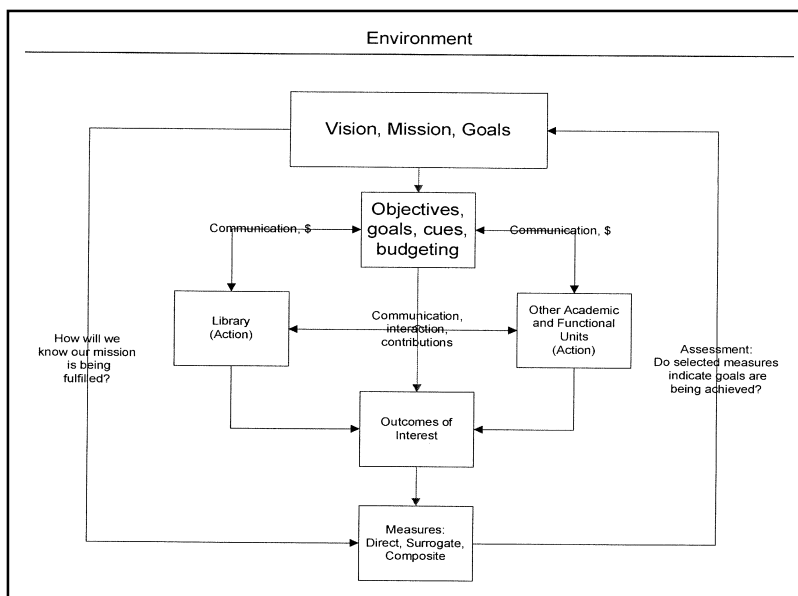 Environment
Vision, Mission, Goals
Objectives,
goals, cues,
budgeting
Communication, $
Communication, $
Library
(Action)
Communication,
interaction,
contributions
Other Academic
and Functional
Units
(Action)
How will we
know our mission
is being
fulfilled?
Assessment:
Do selected measures
indicate goals are
being achieved?
Outcomes of
Interest
Measures:
Direct, Surrogate,
Composite